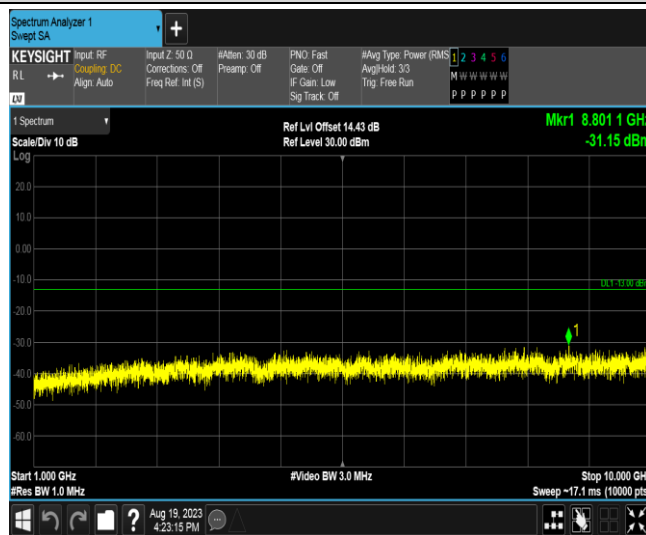 Spectrum Analyzer 1
Swept SA
+
KEYSIGHT
RL
LXI
Input: RF
Coupling: DC
Align: Auto
Input Z: 50 Ω
Corrections: Off
Freq Ref: Int (S)
#Atten: 30 dB
Preamp: Off
PNO: Fast
Gate: Off
IF Gain: Low
Sig Track: Off
#Avg Type: Power (RMS
Avg|Hold: 3/3
Trig: Free Run
1 2 3 4 5 6
M W W W W W
P P P P P P
1 Spectrum
Scale/Div 10 dB
Log
Ref Lvl Offset 14.43 dB
Ref Level 30.00 dBm
Mkr1 8.801 1 GHz
-31.15 dBm
20.0
10.0
0.00
-10.0
DL1 -13.00 dBm
-20.0
-30.0
1
-40.0
-50.0
-60.0
Start 1.000 GHz
#Res BW 1.0 MHz
#Video BW 3.0 MHz
Stop 10.000 GHz
Sweep ~17.1 ms (10000 pts
?
Aug 19, 2023
4:23:15 PM